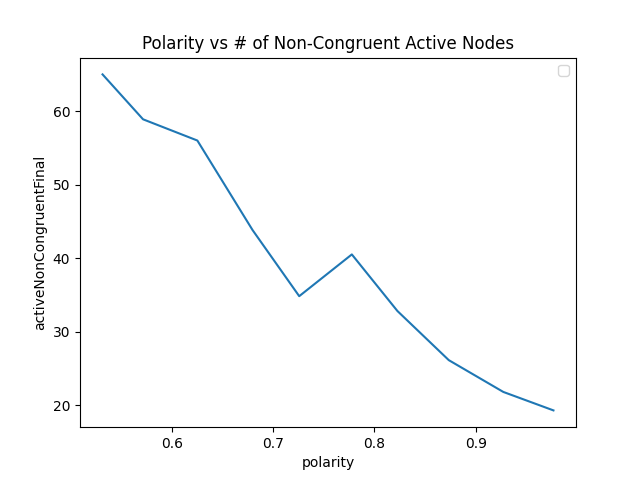 Polarity vs # of Non-Congruent Active Nodes
activeNonCongruentFinal
60
50
40
30
20
0.6 0.7 0.8 0.9
polarity